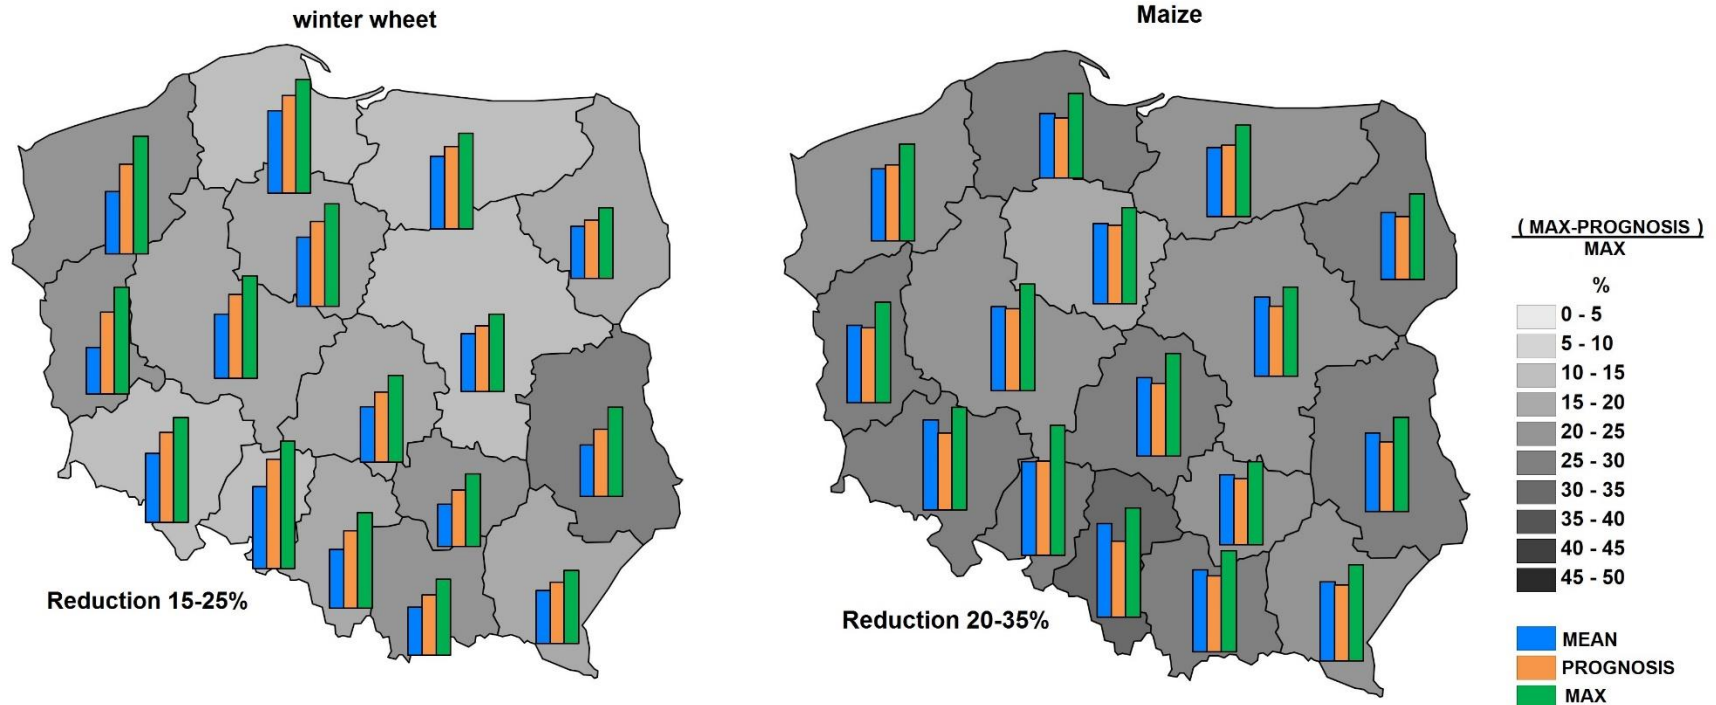 winter wheet
Maize
( MAX-PROGNOSIS )
MAX
%
0 - 5
5 - 10
10 - 15
15 - 20
20 - 25
25 - 30
30 - 35
35 - 40
40 - 45
45 - 50
Reduction 15-25%
Reduction 20-35%
MEAN
PROGNOSIS
MAX